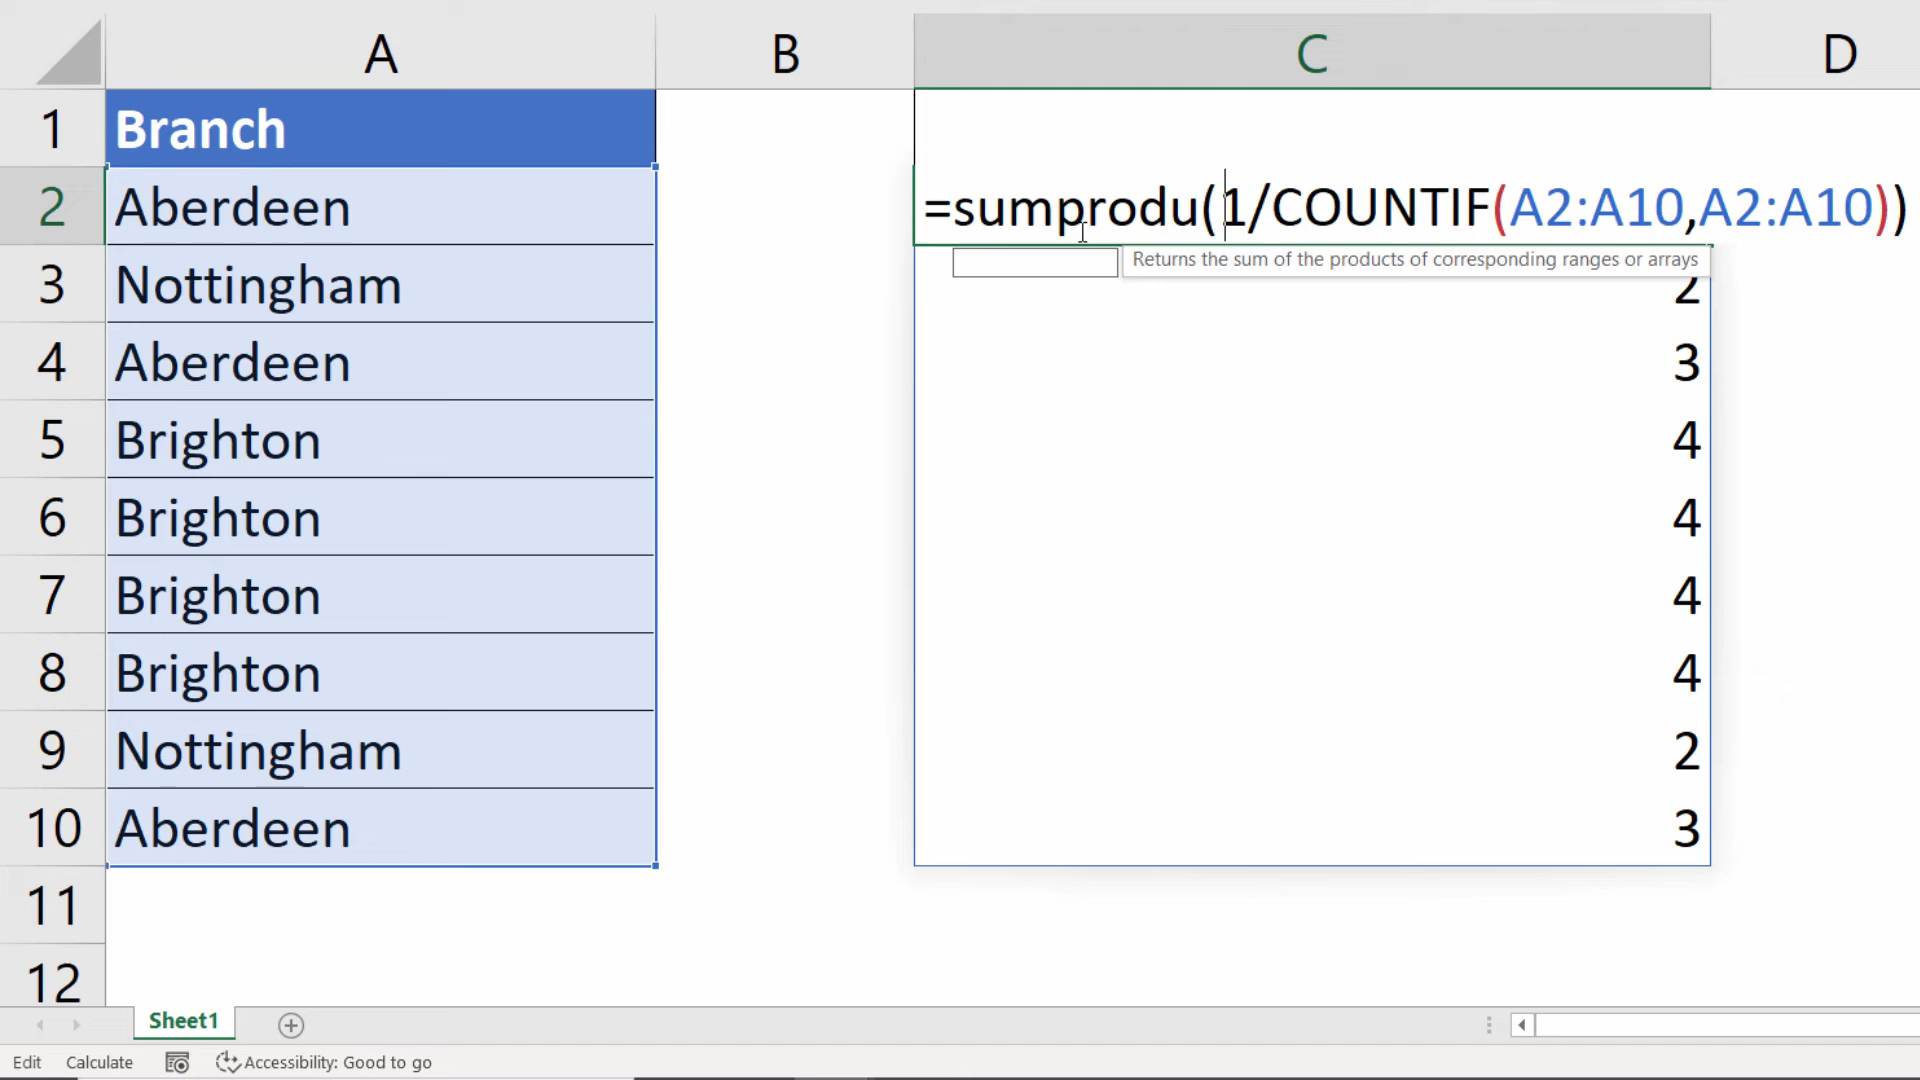 A B C D
1 Branch
2 Aberdeen =sumprodu(1/COUNTIF(A2:A10,A2:A10))
Returns the sum of the products of corresponding ranges or arrays
3 Nottingham 2
4 Aberdeen 3
5 Brighton 4
6 Brighton 4
7 Brighton 4
8 Brighton 4
9 Nottingham 2
10 Aberdeen 3
11
12
Sheet1
Edit Calculate Accessibility: Good to go